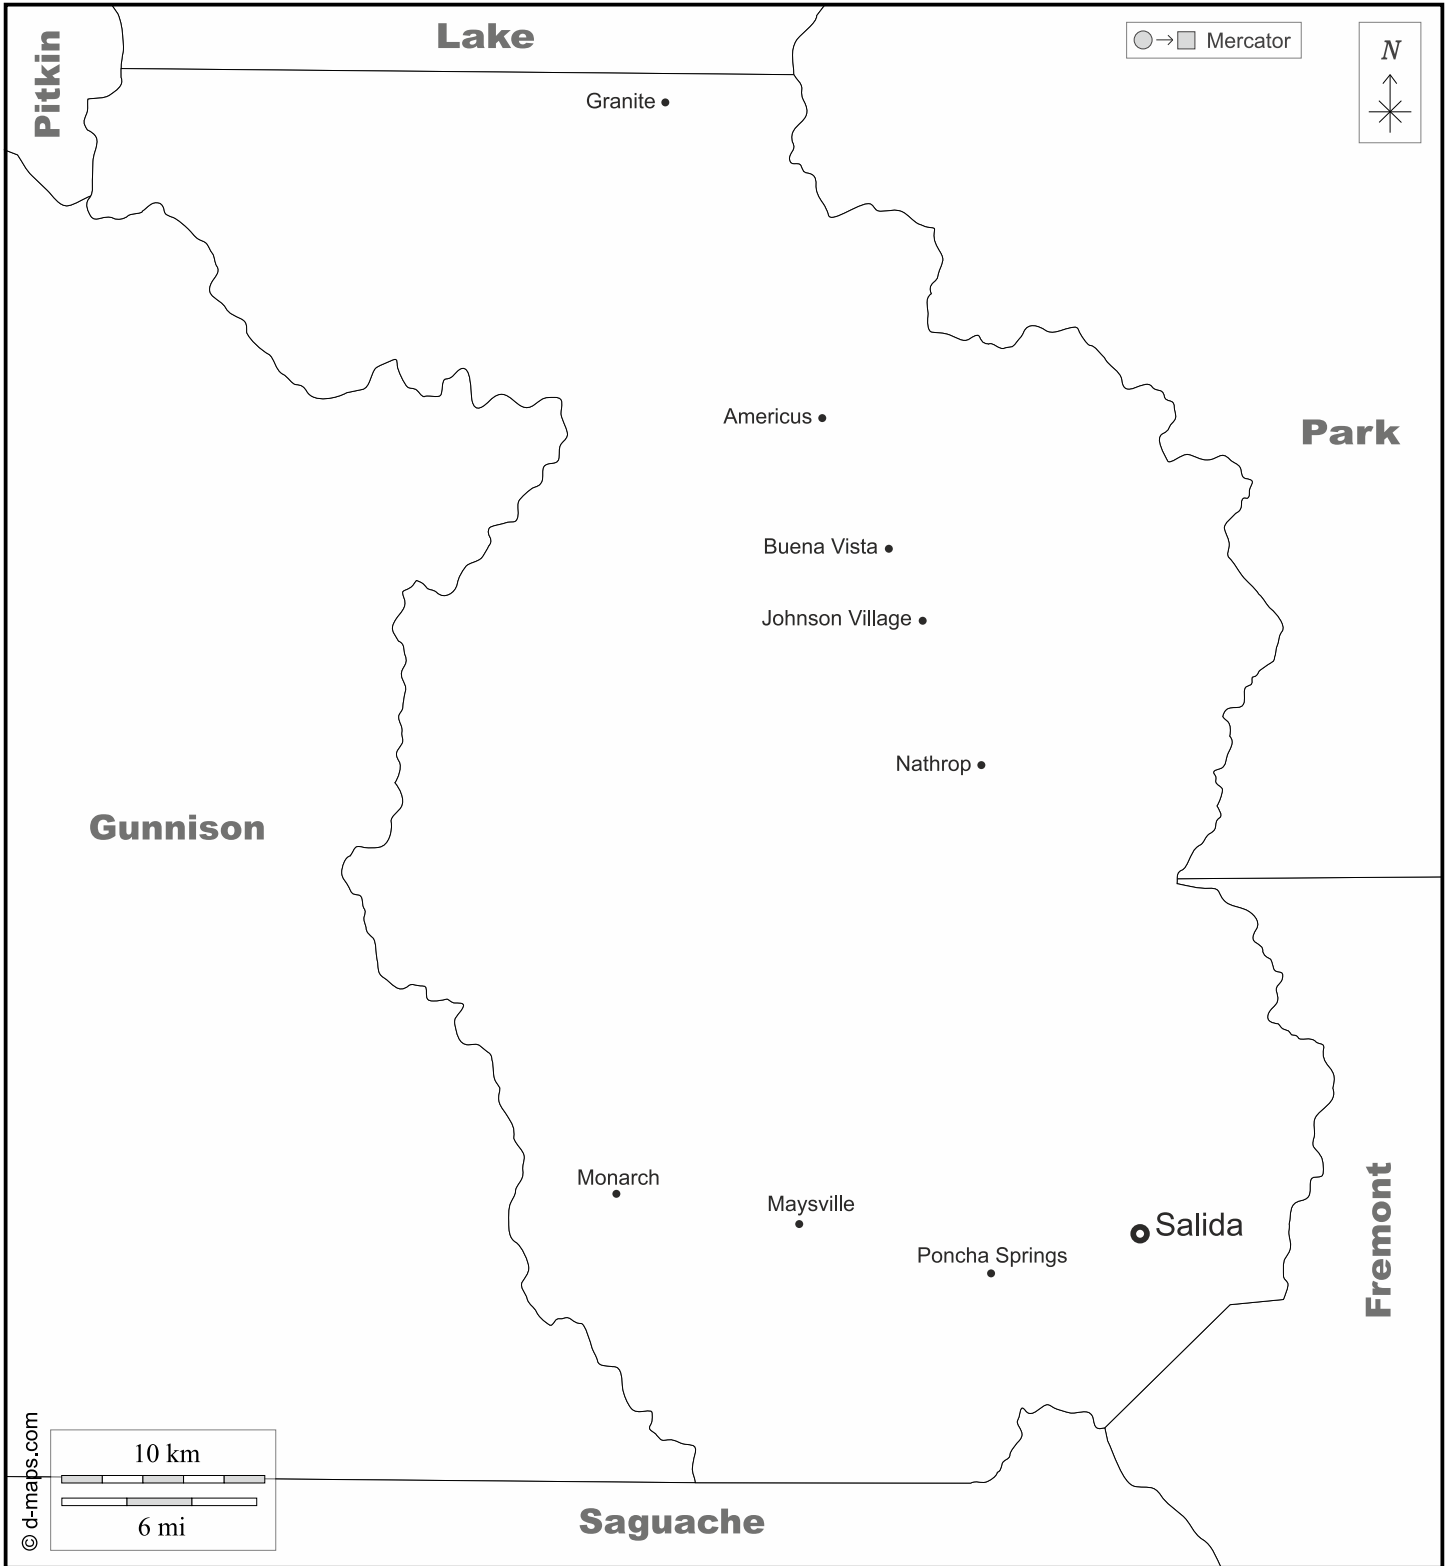 Pitkin
Lake
Mercator
N
Granite
Americus
Park
Buena Vista
Johnson Village
Nathrop
Gunnison
Monarch
Maysville
Salida
Poncha Springs
Fremont
10 km
6 mi
Saguache
© d-maps.com